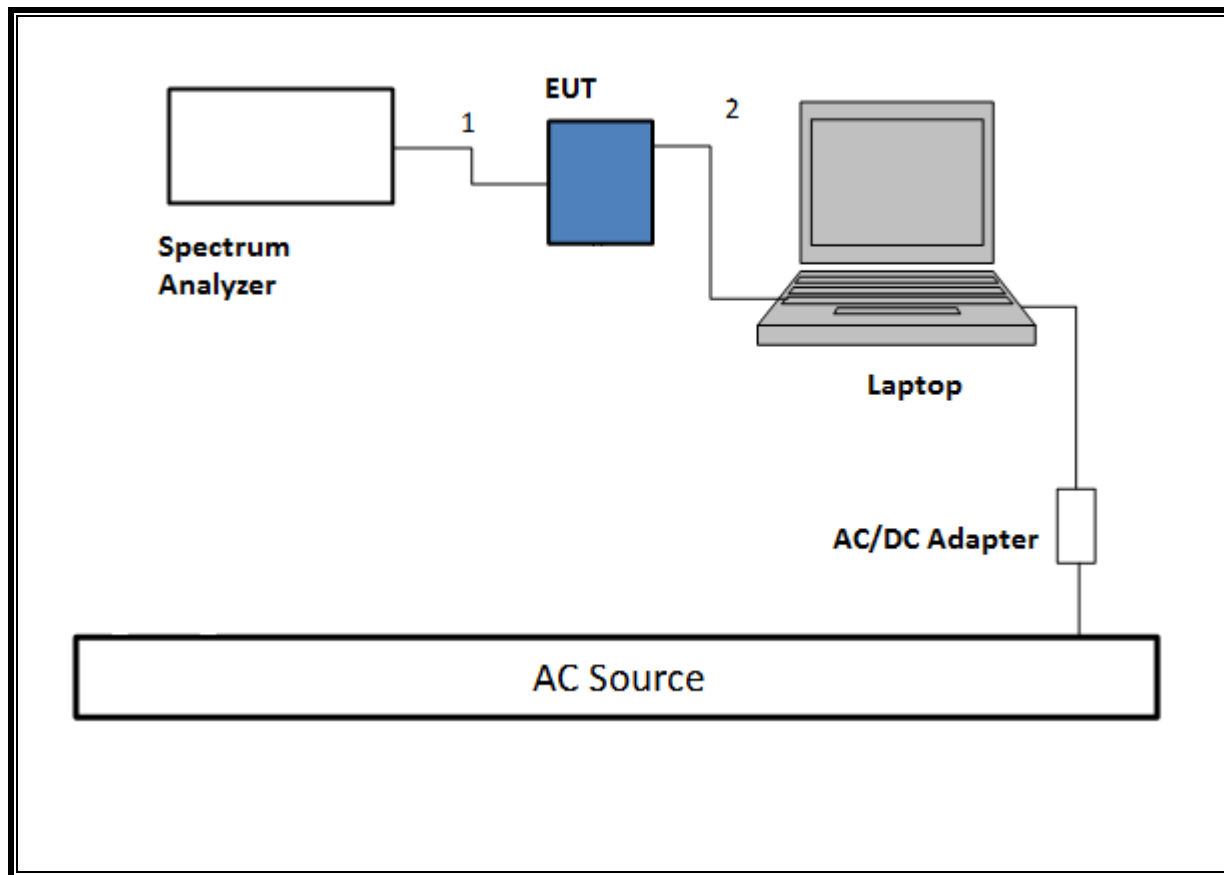 EUT
1
2
Spectrum
Analyzer
Laptop
AC/DC Adapter
AC Source